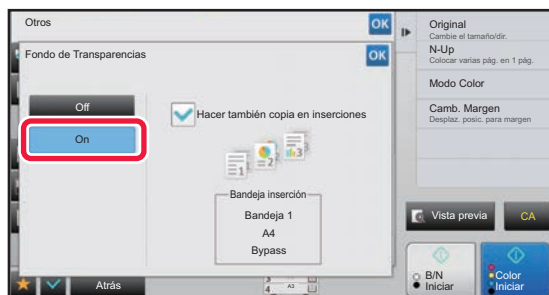 Otros
OK
Fondo de Transparencias
OK
Off
On
Hacer también copia en inserciones
1
2
3
Bandeja inserción
Bandeja 1
A4
Bypass
Atrás
3
4
A3
Original
Cambie el tamaño/dir.
N-Up
Colocar varias pág. en 1 pág.
Modo Color
Camb. Margen
Desplaz. posic. para margen
Vista previa
CA
B/N
Iniciar
Color
Iniciar